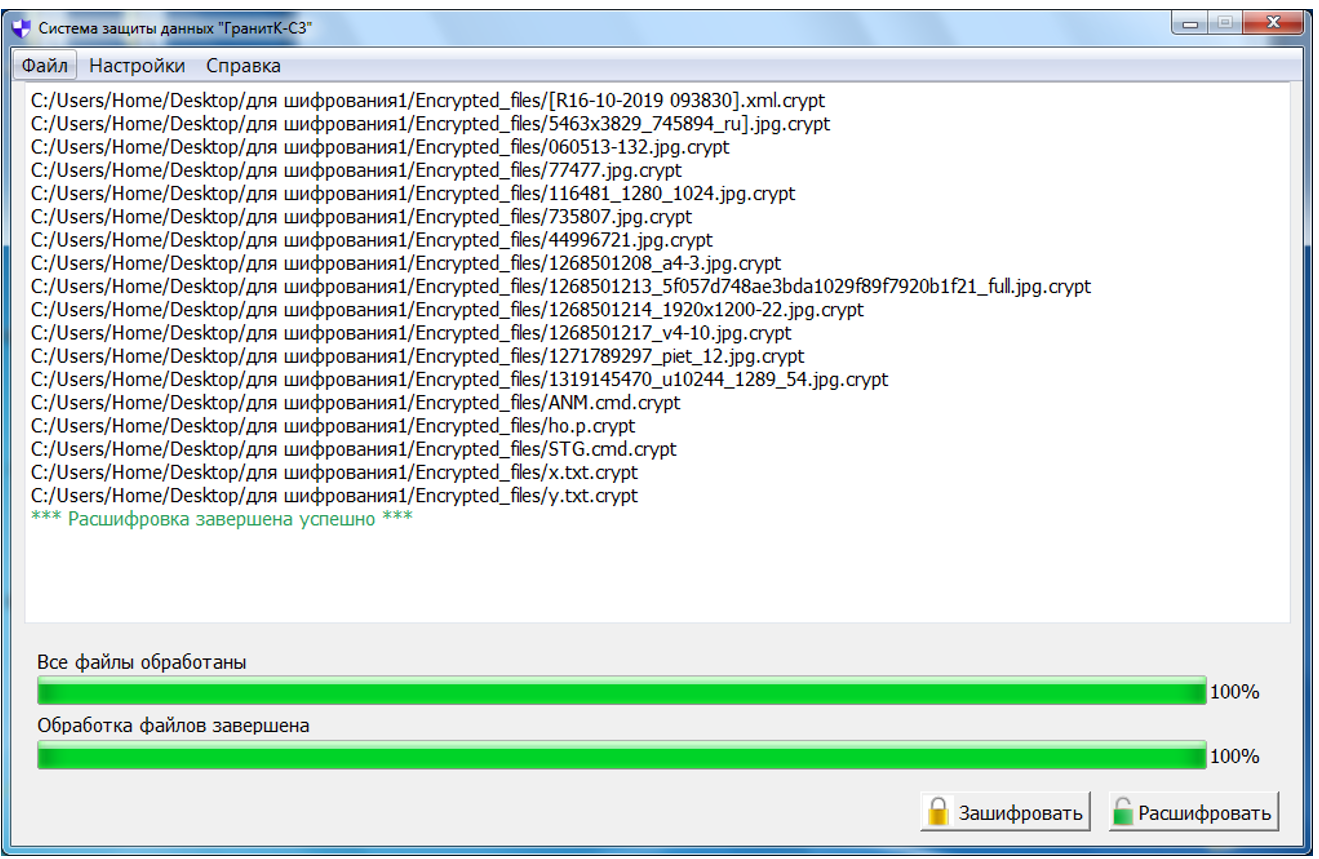 Система защиты данных "ГранитК-С3"
Файл Настройки Справка
C:/Users/Home/Desktop/для шифрования1/Encrypted_files/[R16-10-2019 093830].xml.crypt
C:/Users/Home/Desktop/для шифрования1/Encrypted_files/5463x3829_745894_ru].jpg.crypt
C:/Users/Home/Desktop/для шифрования1/Encrypted_files/060513-132.jpg.crypt
C:/Users/Home/Desktop/для шифрования1/Encrypted_files/77477.jpg.crypt
C:/Users/Home/Desktop/для шифрования1/Encrypted_files/116481_1280_1024.jpg.crypt
C:/Users/Home/Desktop/для шифрования1/Encrypted_files/735807.jpg.crypt
C:/Users/Home/Desktop/для шифрования1/Encrypted_files/44996721.jpg.crypt
C:/Users/Home/Desktop/для шифрования1/Encrypted_files/1268501208_a4-3.jpg.crypt
C:/Users/Home/Desktop/для шифрования1/Encrypted_files/1268501213_5f057d748ae3bda1029f89f7920b1f21_full.jpg.crypt
C:/Users/Home/Desktop/для шифрования1/Encrypted_files/1268501214_1920x1200-22.jpg.crypt
C:/Users/Home/Desktop/для шифрования1/Encrypted_files/1268501217_v4-10.jpg.crypt
C:/Users/Home/Desktop/для шифрования1/Encrypted_files/1271789297_piet_12.jpg.crypt
C:/Users/Home/Desktop/для шифрования1/Encrypted_files/1319145470_u10244_1289_54.jpg.crypt
C:/Users/Home/Desktop/для шифрования1/Encrypted_files/ANM.cmd.crypt
C:/Users/Home/Desktop/для шифрования1/Encrypted_files/ho.p.crypt
C:/Users/Home/Desktop/для шифрования1/Encrypted_files/STG.cmd.crypt
C:/Users/Home/Desktop/для шифрования1/Encrypted_files/x.txt.crypt
C:/Users/Home/Desktop/для шифрования1/Encrypted_files/y.txt.crypt
*** Расшифровка завершена успешно ***
Все файлы обработаны
100%
Обработка файлов завершена
100%
Зашифровать Расшифровать